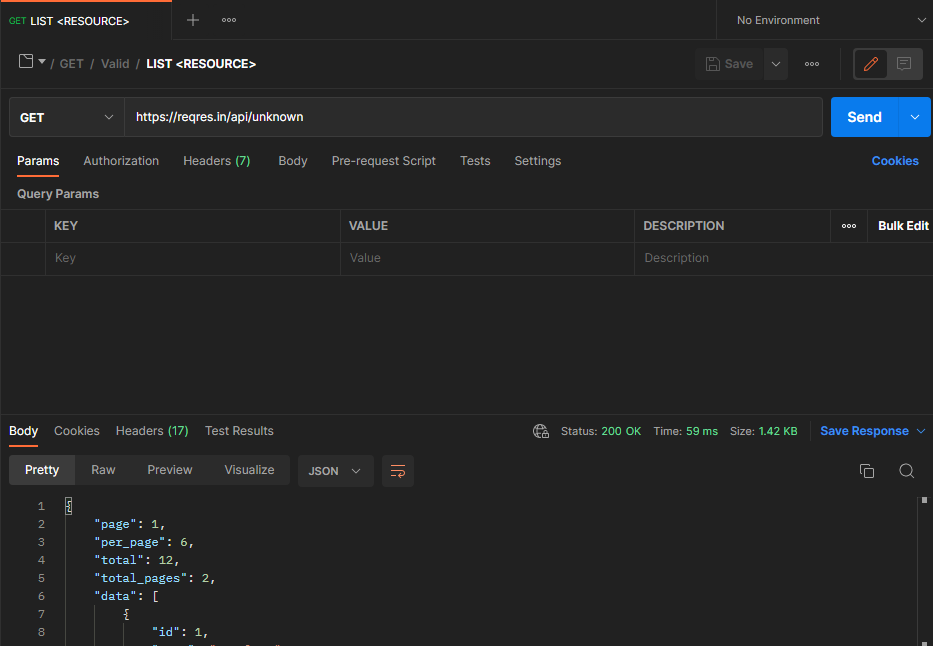 GET LIST <RESOURCE>
No Environment
/ GET / Valid / LIST <RESOURCE>
Save
GET
https://reqres.in/api/unknown
Send
Params Authorization Headers (7) Body Pre-request Script Tests Settings Cookies
Query Params
KEY VALUE DESCRIPTION Bulk Edit
Key Value Description
Body Cookies Headers (17) Test Results Status: 200 OK Time: 59 ms Size: 1.42 KB Save Response
Pretty Raw Preview Visualize JSON
1 {
2 "page": 1,
3 "per_page": 6,
4 "total": 12,
5 "total_pages": 2,
6 "data": [
7 {
8 "id": 1,